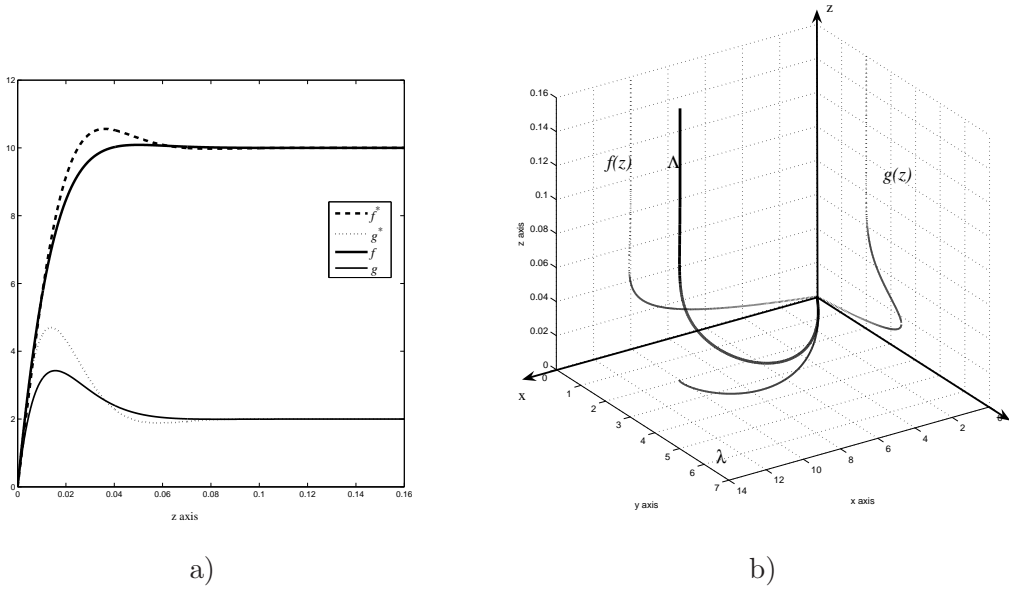 12
10
8
6
4
2
0
0 0.02 0.04 0.06 0.08 0.1 0.12 0.14 0.16
z axis
f*
g*
f
g
a)
z
0.16
0.14
0.12
0.1
0.08
0.06
0.04
0.02
0
z axis
f(z)
Λ
g(z)
x
0
1
2
3
4
5
6
7
y axis
λ
14
12
10
8
6
4
2
x axis
b)